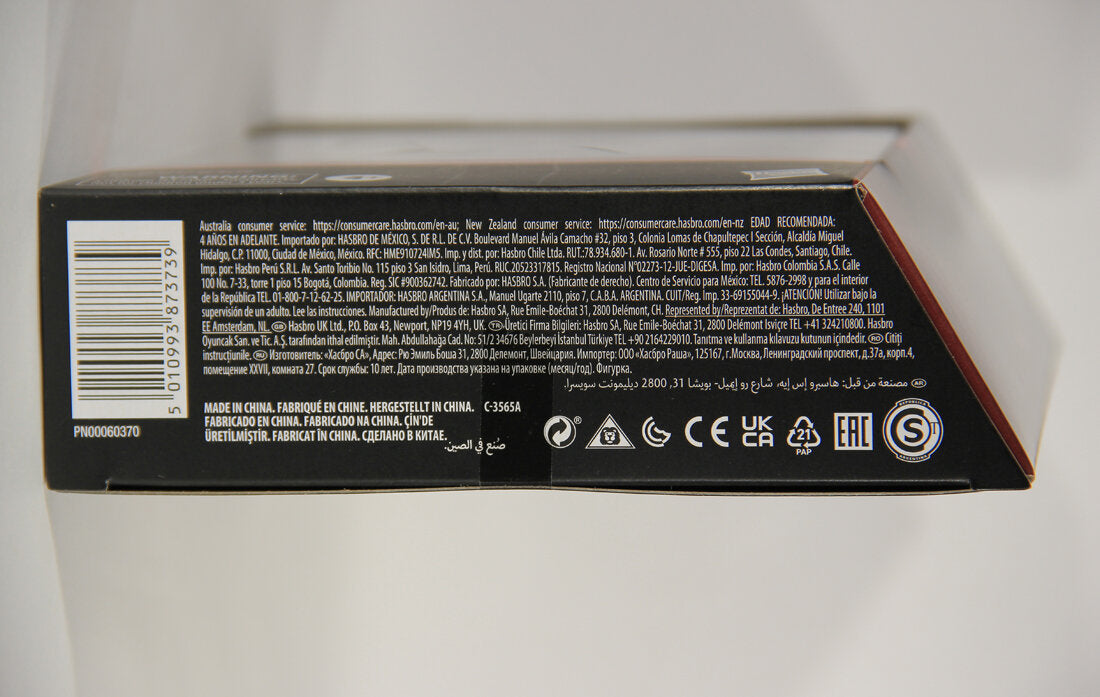 WARNING:
Australia consumer service: https://consumercare.hasbro.com/en-au; New Zealand consumer service: https://consumercare.hasbro.com/en-nz EDAD RECOMENDADA:
4 AÑOS EN ADELANTE. Importado por: HASBRO DE MÉXICO, S. DE R.L. DE C.V. Boulevard Manuel Ávila Camacho #32, piso 3, Colonia Lomas de Chapultepec I Sección, Alcaldía Miguel
Hidalgo, C.P. 11000, Ciudad de México, México. RFC: HME910724IM5. Imp. y dist. por: Hasbro Chile Ltda. RUT.:78.934.680-1. Av. Rosario Norte # 555, piso 22 Las Condes, Santiago, Chile.
Imp. por: Hasbro Perú S.R.L. Av. Santo Toribio No. 115 piso 3 San Isidro, Lima, Perú. RUC.20523317815. Registro Nacional N°02273-12-JUE-DIGESA. Imp. por: Hasbro Colombia S.A.S. Calle
100 No. 7-33, torre 1 piso 15 Bogotá, Colombia. Reg. SIC #900362742. Fabricado por: HASBRO S.A. (Fabricante de derecho). Centro de Servicio para México: TEL. 5876-2998 y para el interior
de la República TEL. 01-800-7-12-62-25. IMPORTADOR: HASBRO ARGENTINA S.A., Manuel Ugarte 2110, piso 7, C.A.B.A. ARGENTINA. CUIT/Reg. Imp. 33-69155044-9. ¡ATENCIÓN! Utilizar bajo la
supervisión de un adulto. Lee las instrucciones. Manufactured by/Produs de: Hasbro SA, Rue Emile-Boéchat 31, 2800 Delémont, CH. Represented by/Reprezentat de: Hasbro, De Entree 240, 1101
EE Amsterdam, NL. GB Hasbro UK Ltd., P.O. Box 43, Newport, NP19 4YH, UK. TR Üretici Firma Bilgileri: Hasbro SA, Rue Emile-Boéchat 31, 2800 Delémont İsviçre TEL +41 324210800. Hasbro
Oyuncak San. ve Tic. A.Ş. tarafından ithal edilmiştir. Mah. Abdullahağa Cad. No: 51/2 34676 Beylerbeyi İstanbul Türkiye TEL +90 2164229010. Tanıtma ve kullanma kılavuzu kutunun içindedir. RO Citiți
instrucțiunile. RU Изготовитель: «Хасбро СА», Адрес: Рю Эмиль Боша 31, 2800 Делемонт, Швейцария. Импортер: ООО «Хасбро Раша», 125167, г.Москва, Ленинградский проспект, д.37а, корп.4,
помещение XXVII, комната 27. Срок службы: 10 лет. Дата производства указана на упаковке (месяц/год). Фигурка.
AR مصنعة من قبل: هاسبرو إس إيه، شارع رو إيميل- بويشا 31, 2800 ديليمونت سويسرا.
5 010993 873739
PN00060370
MADE IN CHINA. FABRIQUÉ EN CHINE. HERGESTELLT IN CHINA. C-3565A
FABRICADO EN CHINA. FABRICADO NA CHINA. ÇİN'DE
ÜRETİLMİŞTİR. FABRICAT ÎN CHINA. СДЕЛАНО В КИТАЕ.
صُنع في الصين.
® CE UK CA 21 PAP EAC REPUBLICA ARGENTINA S T